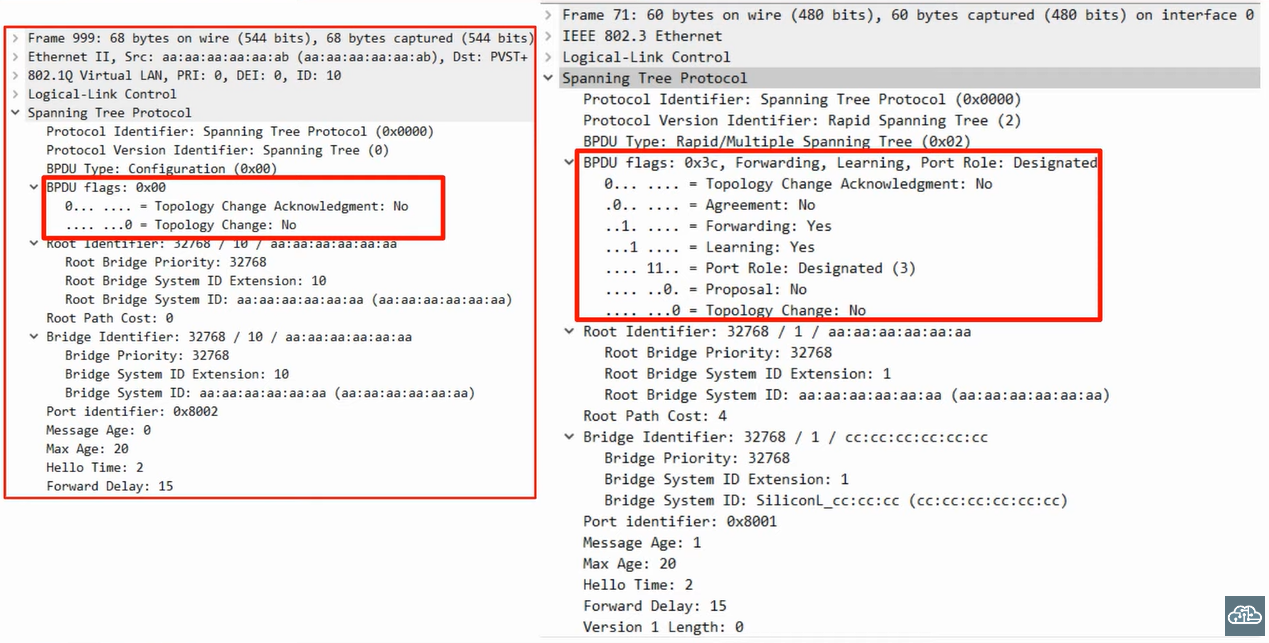 Frame 999: 68 bytes on wire (544 bits), 68 bytes captured (544 bits)
Ethernet II, Src: aa:aa:aa:aa:aa:ab (aa:aa:aa:aa:aa:ab), Dst: PVST+
802.1Q Virtual LAN, PRI: 0, DEI: 0, ID: 10
Logical-Link Control
Spanning Tree Protocol
Protocol Identifier: Spanning Tree Protocol (0x0000)
Protocol Version Identifier: Spanning Tree (0)
BPDU Type: Configuration (0x00)
BPDU flags: 0x00
0... .... = Topology Change Acknowledgment: No
.... ...0 = Topology Change: No
Root Identifier: 32768 / 10 / aa:aa:aa:aa:aa:aa
Root Bridge Priority: 32768
Root Bridge System ID Extension: 10
Root Bridge System ID: aa:aa:aa:aa:aa:aa (aa:aa:aa:aa:aa:aa)
Root Path Cost: 0
Bridge Identifier: 32768 / 10 / aa:aa:aa:aa:aa:aa
Bridge Priority: 32768
Bridge System ID Extension: 10
Bridge System ID: aa:aa:aa:aa:aa:aa (aa:aa:aa:aa:aa:aa)
Port identifier: 0x8002
Message Age: 0
Max Age: 20
Hello Time: 2
Forward Delay: 15
Frame 71: 60 bytes on wire (480 bits), 60 bytes captured (480 bits) on interface 0
IEEE 802.3 Ethernet
Logical-Link Control
Spanning Tree Protocol
Protocol Identifier: Spanning Tree Protocol (0x0000)
Protocol Version Identifier: Rapid Spanning Tree (2)
BPDU Type: Rapid/Multiple Spanning Tree (0x02)
BPDU flags: 0x3c, Forwarding, Learning, Port Role: Designated
0... .... = Topology Change Acknowledgment: No
.0.. .... = Agreement: No
..1. .... = Forwarding: Yes
...1 .... = Learning: Yes
.... 11.. = Port Role: Designated (3)
.... ..0. = Proposal: No
.... ...0 = Topology Change: No
Root Identifier: 32768 / 1 / aa:aa:aa:aa:aa:aa
Root Bridge Priority: 32768
Root Bridge System ID Extension: 1
Root Bridge System ID: aa:aa:aa:aa:aa:aa (aa:aa:aa:aa:aa:aa)
Root Path Cost: 4
Bridge Identifier: 32768 / 1 / cc:cc:cc:cc:cc:cc
Bridge Priority: 32768
Bridge System ID Extension: 1
Bridge System ID: SiliconL_cc:cc:cc (cc:cc:cc:cc:cc:cc)
Port identifier: 0x8001
Message Age: 1
Max Age: 20
Hello Time: 2
Forward Delay: 15
Version 1 Length: 0